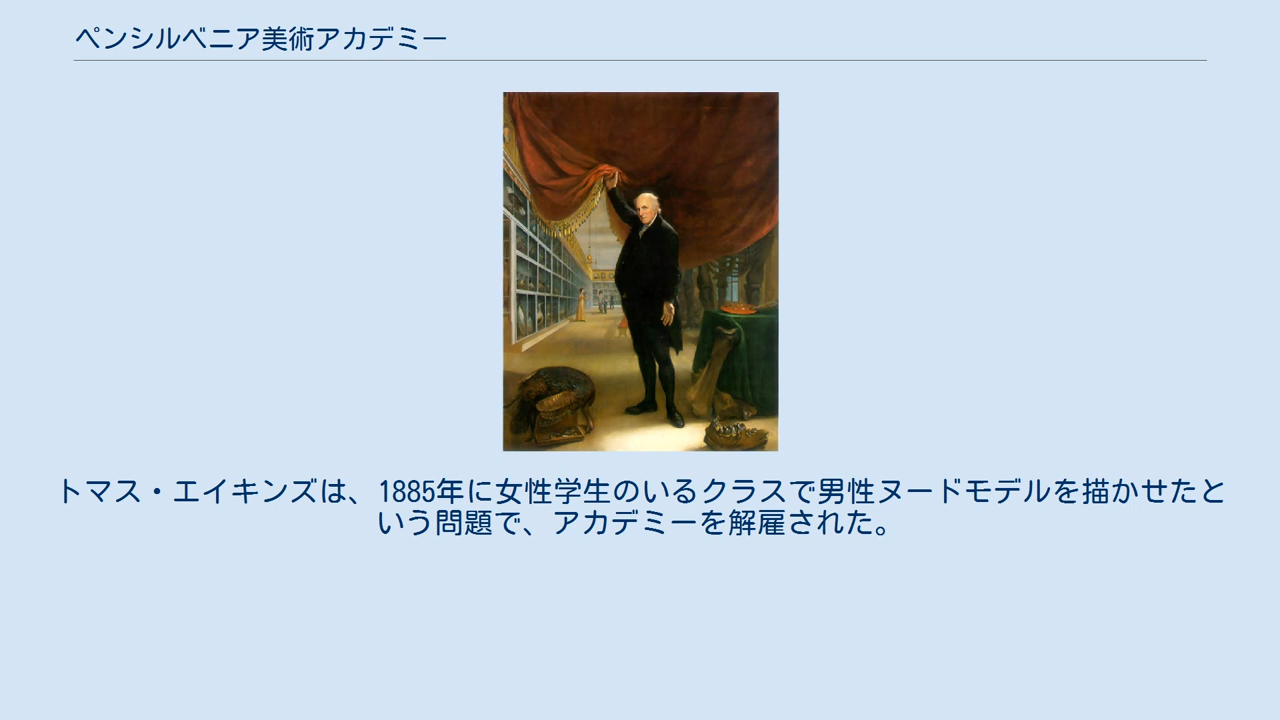 ペンシルベニア美術アカデミー
トマス・エイキンズは、1885年に女性学生のいるクラスで男性ヌードモデルを描かせたと
いう問題で、アカデミーを解雇された。